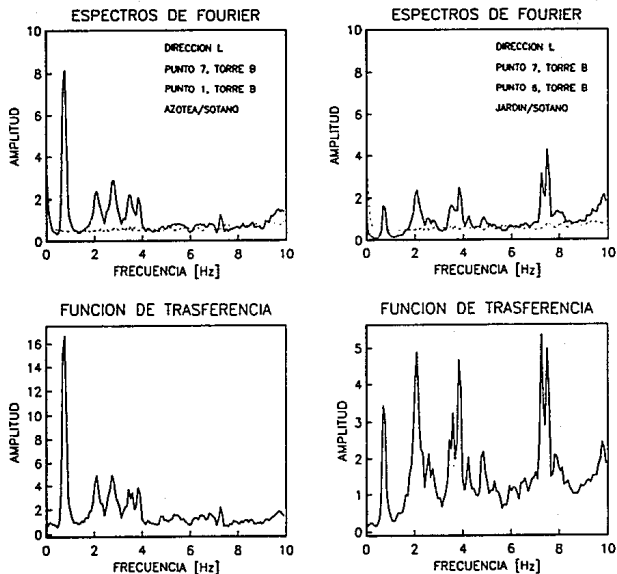 ESPECTROS DE FOURIER
DIRECCION L
PUNTO 7, TORRE B
PUNTO 1, TORRE B
AZOTEA/SOTANO
AMPLITUD
10
8
6
4
2
0
0 2 4 6 8 10
FRECUENCIA [Hz]
ESPECTROS DE FOURIER
DIRECCION L
PUNTO 7, TORRE B
PUNTO 6, TORRE B
JARDIN/SOTANO
AMPLITUD
10
8
6
4
2
0
0 2 4 6 8 10
FRECUENCIA [Hz]
FUNCION DE TRASFERENCIA
AMPLITUD
16
14
12
10
8
6
4
2
0
0 2 4 6 8 10
FRECUENCIA [Hz]
FUNCION DE TRASFERENCIA
AMPLITUD
5
4
3
2
1
0
0 2 4 6 8 10
FRECUENCIA [Hz]